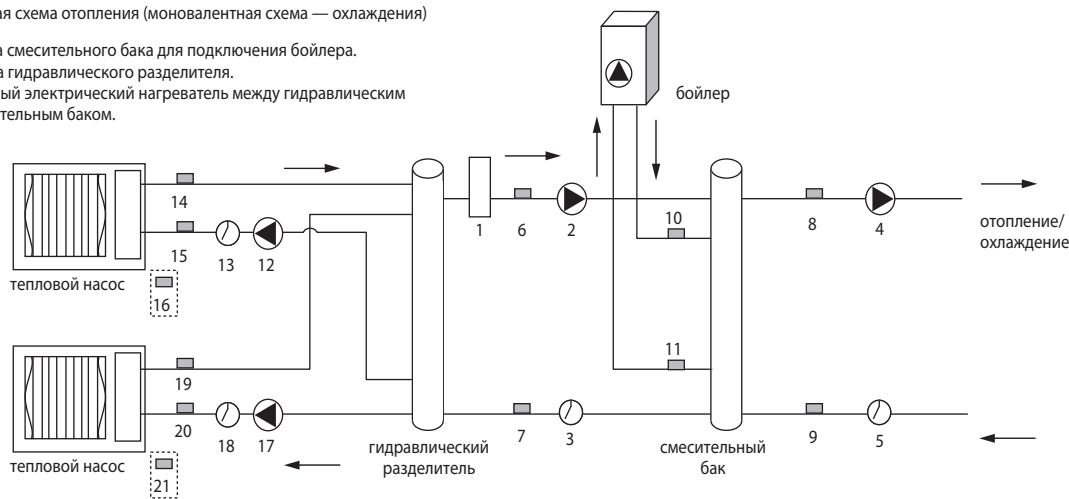 ая схема отопления (моновалентная схема — охлаждения)
а смесительного бака для подключения бойлера.
а гидравлического разделителя.
ный электрический нагреватель между гидравлическим
тельным баком.
бойлер
14
15
13
12
тепловой насос
16
1
6
2
10
8
4
отопление/
охлаждение
11
19
20
18
17
тепловой насос
21
гидравлический
разделитель
7
3
смесительный
бак
9
5